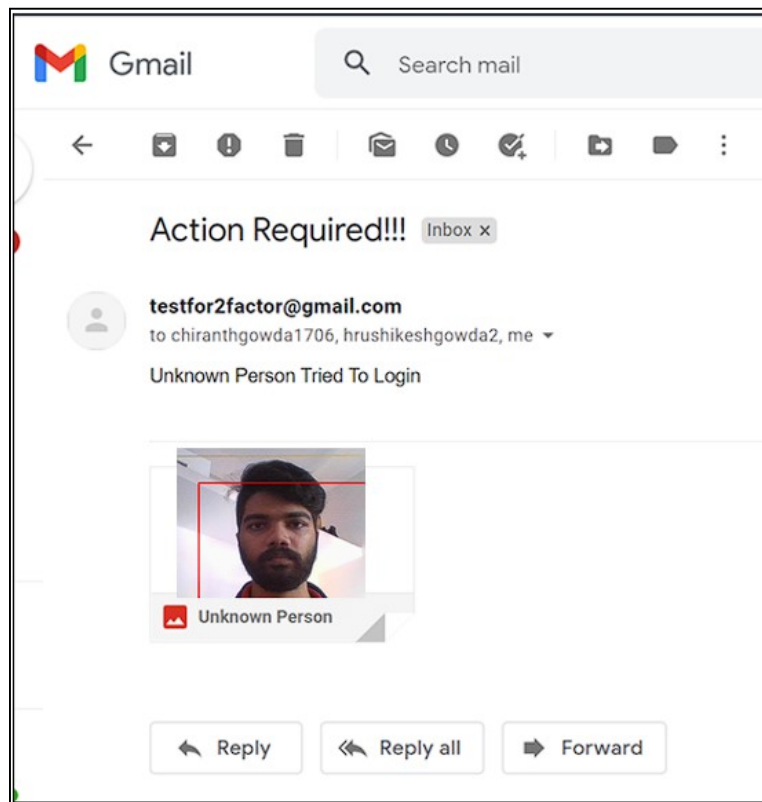 Gmail
Search mail
Action Required!!! Inbox x
testfor2factor@gmail.com
to chiranthgowda1706, hrushikeshgowda2, me
Unknown Person Tried To Login
Unknown Person
Reply
Reply all
Forward